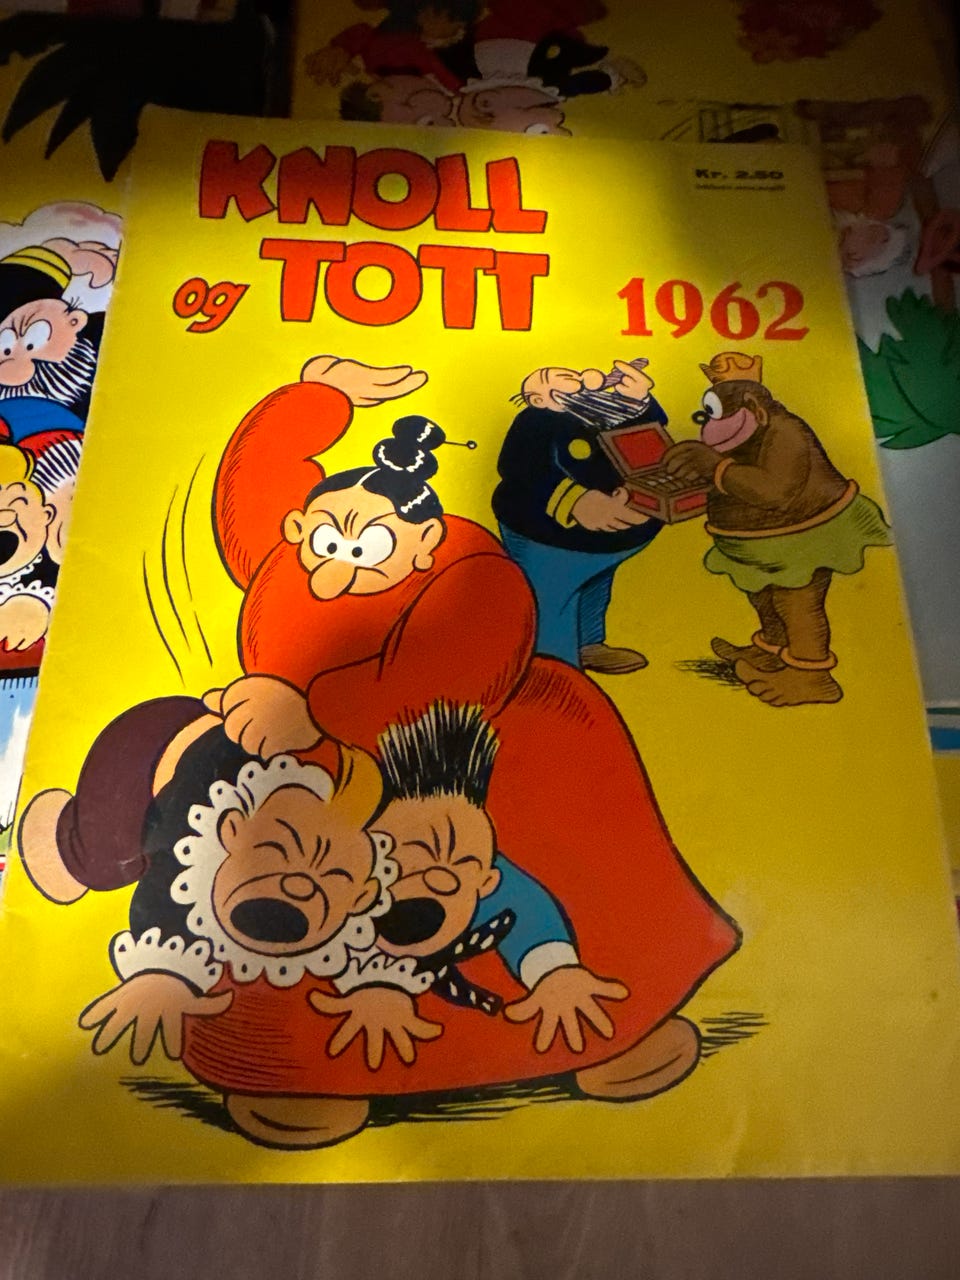 KNOLL
og TOTT
1962
Kr. 2.50